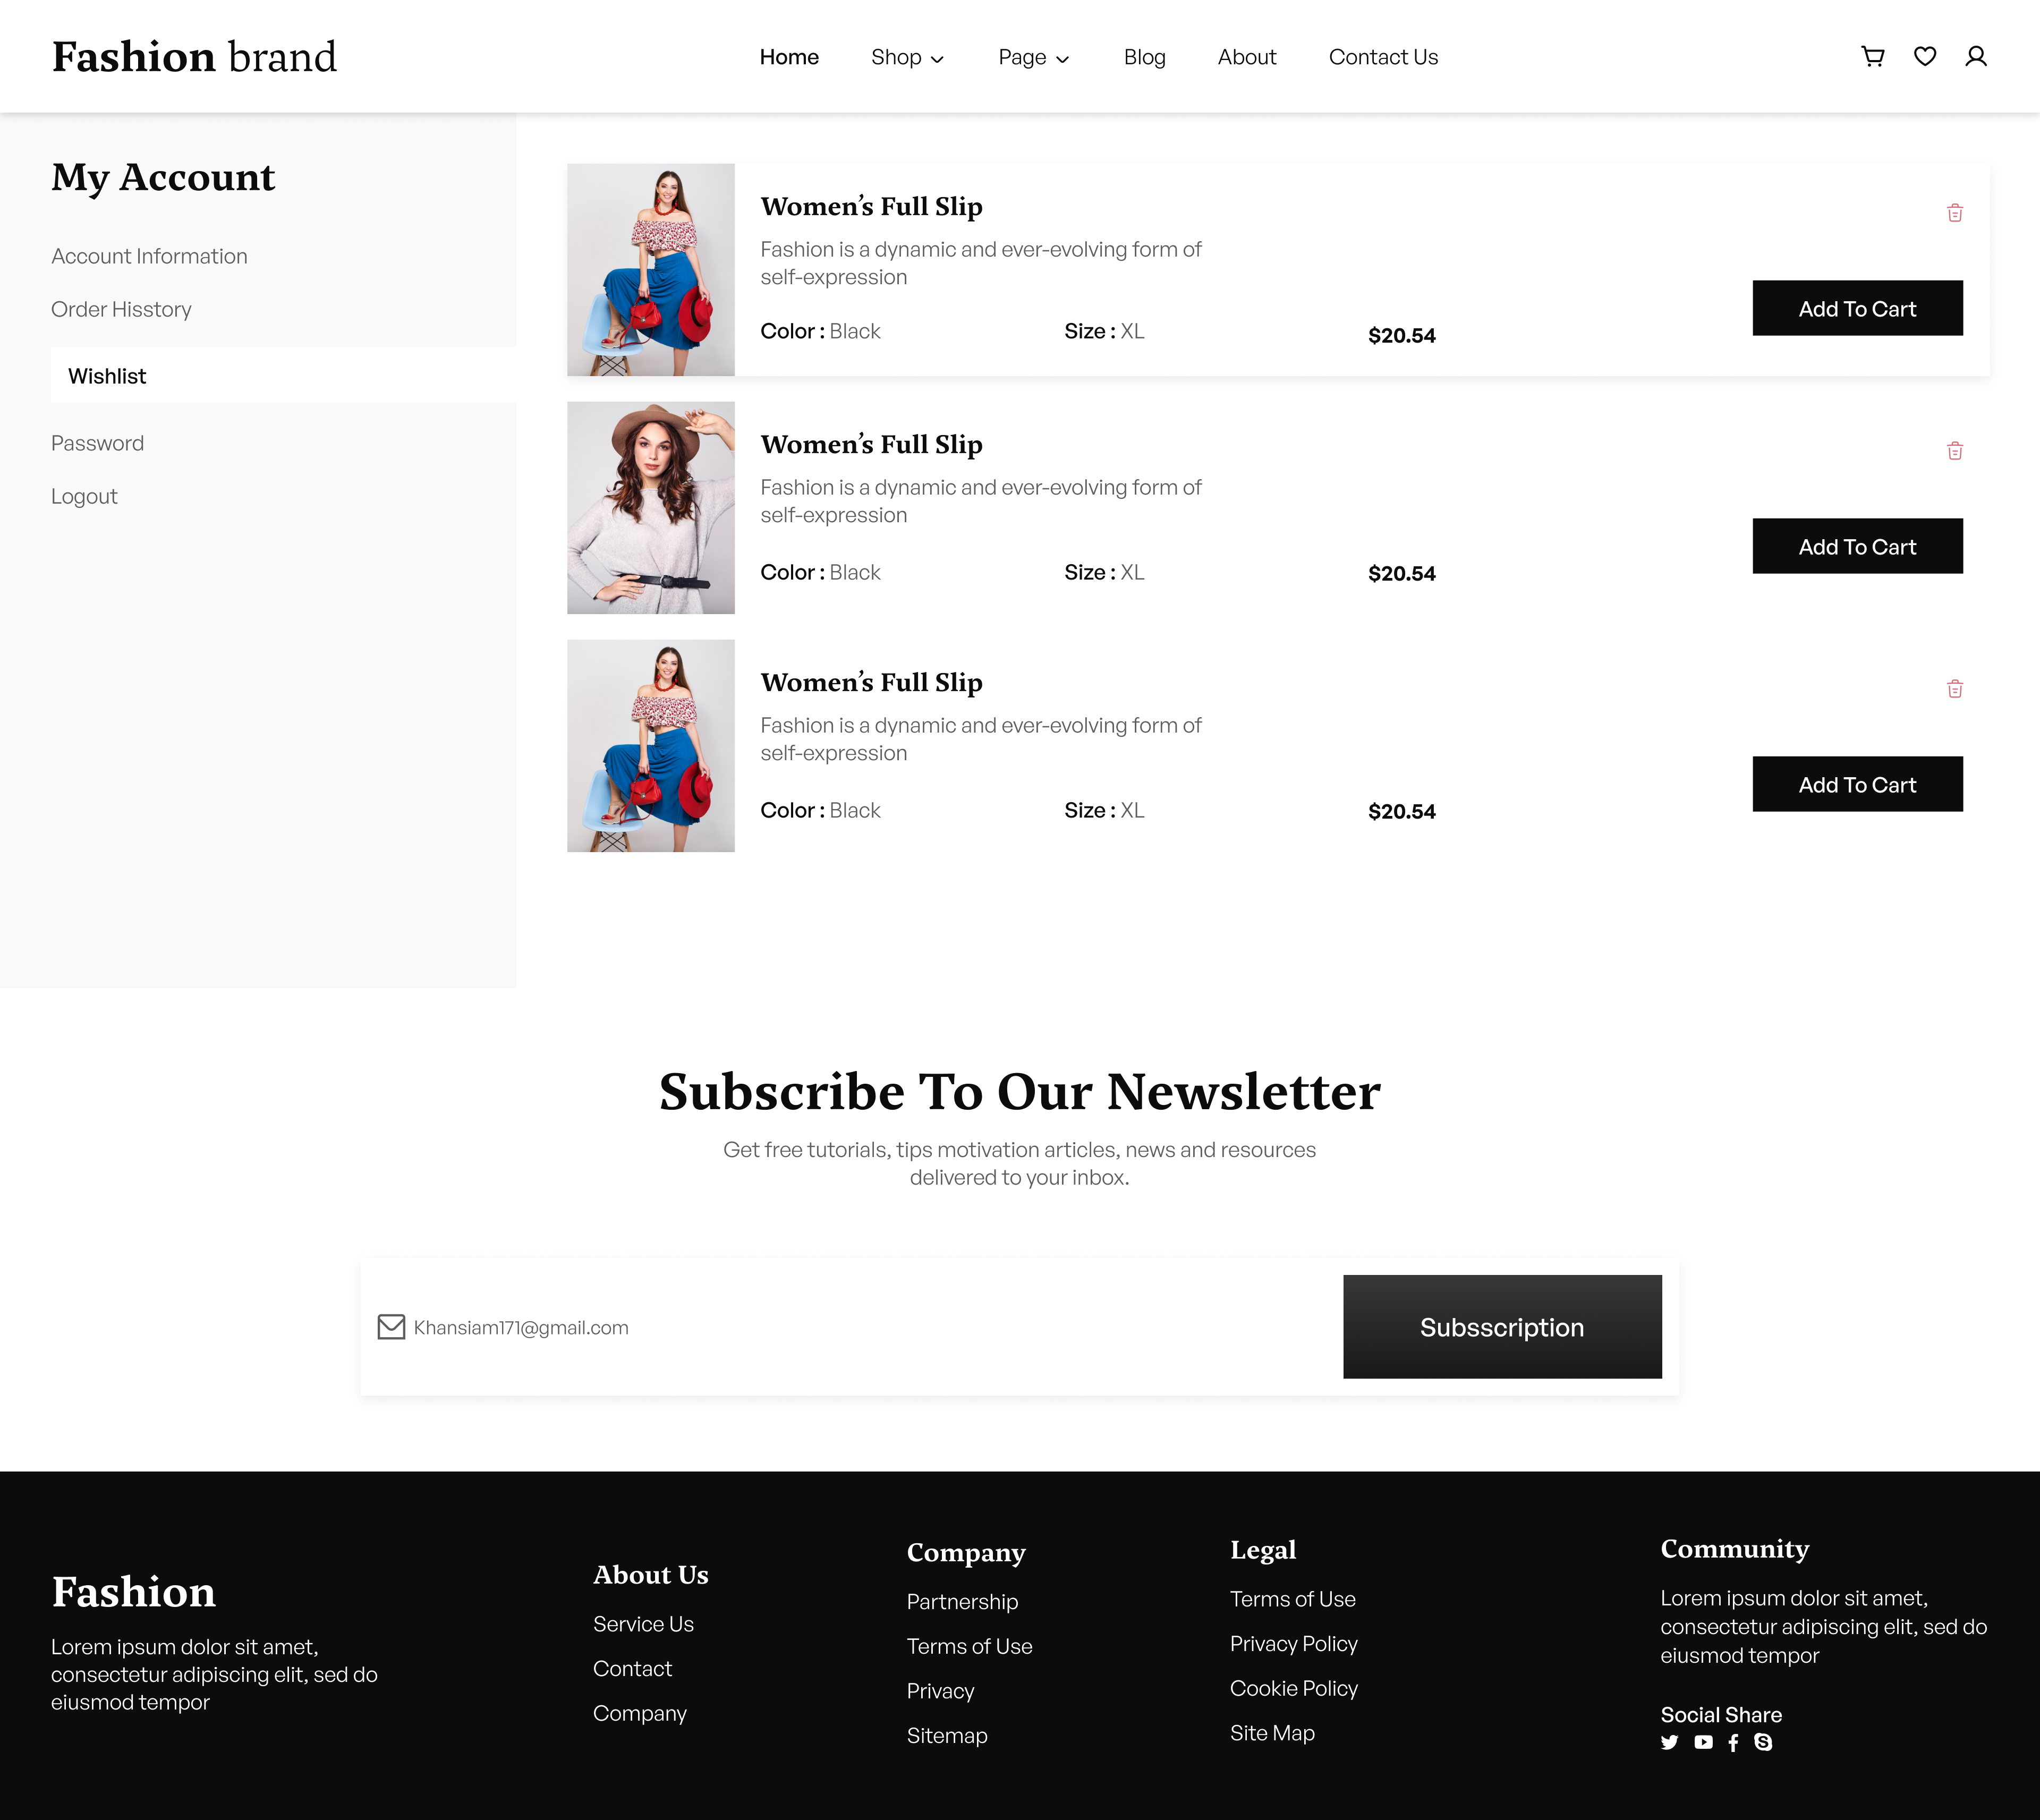 Fashion brand
Home
Shop
Page
Blog
About
Contact Us
My Account
Account Information
Order Hisstory
Wishlist
Password
Logout
Women’s Full Slip
Fashion is a dynamic and ever-evolving form of
self-expression
Color : Black
Size : XL
$20.54
Add To Cart
Women’s Full Slip
Fashion is a dynamic and ever-evolving form of
self-expression
Color : Black
Size : XL
$20.54
Add To Cart
Women’s Full Slip
Fashion is a dynamic and ever-evolving form of
self-expression
Color : Black
Size : XL
$20.54
Add To Cart
Subscribe To Our Newsletter
Get free tutorials, tips motivation articles, news and resources
delivered to your inbox.
Khansiam171@gmail.com
Subsscription
Fashion
Lorem ipsum dolor sit amet,
consectetur adipiscing elit, sed do
eiusmod tempor
About Us
Service Us
Contact
Company
Company
Partnership
Terms of Use
Privacy
Sitemap
Legal
Terms of Use
Privacy Policy
Cookie Policy
Site Map
Community
Lorem ipsum dolor sit amet,
consectetur adipiscing elit, sed do
eiusmod tempor
Social Share